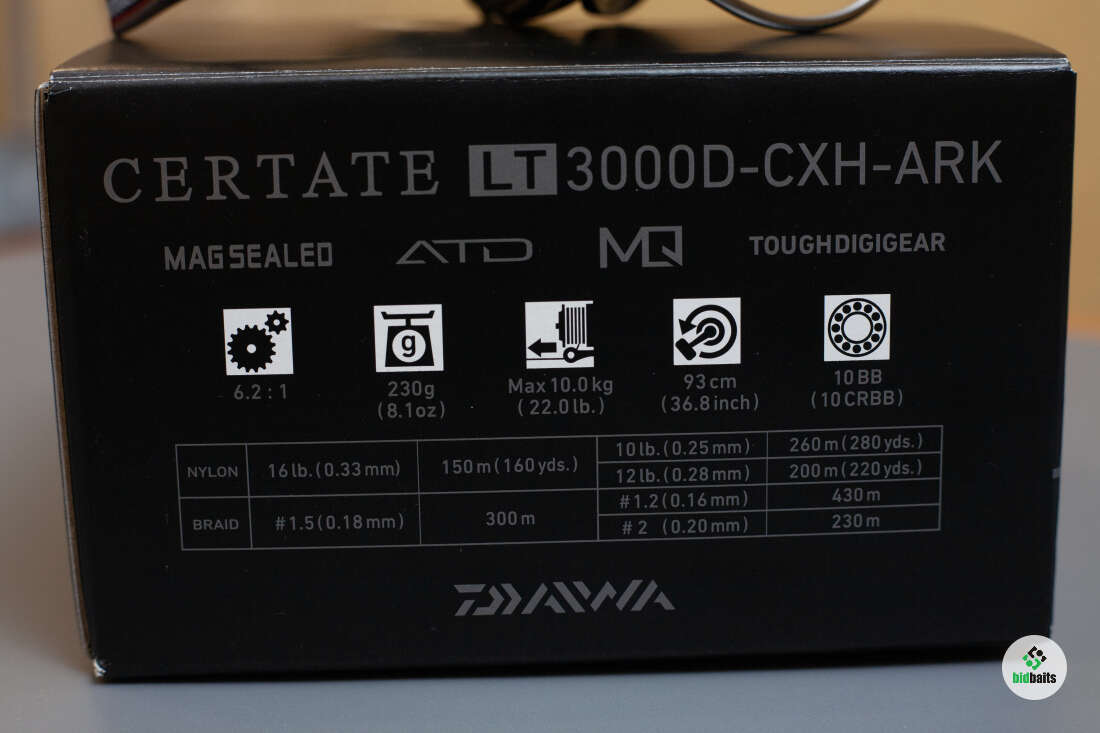 CERTATE LT 3000D-CXH-ARK
MAGSEALED ATD MQ TOUGHDIGIGEAR
g
6.2 : 1
230g
(8.1oz)
Max 10.0kg
(22.0lb.)
93cm
(36.8inch)
10BB
(10CRBB)
NYLON 16lb.(0.33mm) 150m(160yds.) 10lb.(0.25mm) 260m(280yds.)
12lb.(0.28mm) 200m(220yds.)
BRAID #1.5(0.18mm) 300m #1.2(0.16mm) 430m
#2 (0.20mm) 230m
DAIWA
bidbaits